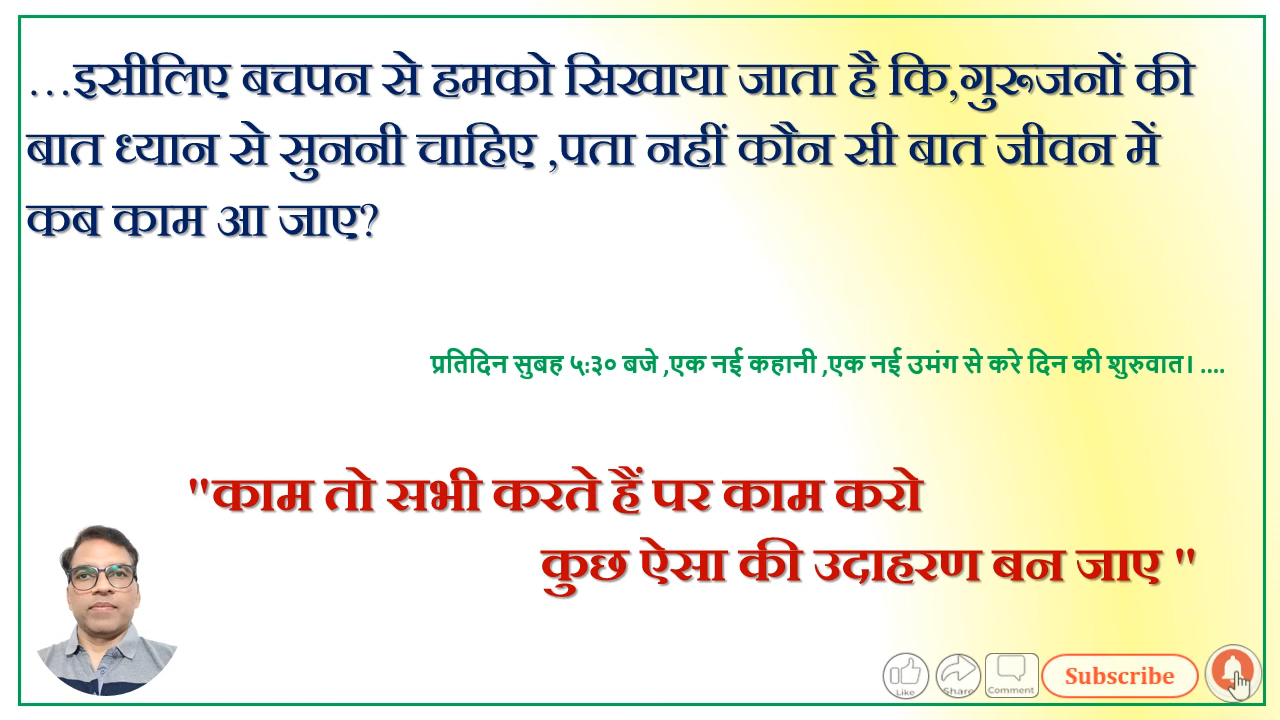 ...इसीलिए बचपन से हमको सिखाया जाता है कि,गुरूजनों की
बात ध्यान से सुननी चाहिए ,पता नहीं कौन सी बात जीवन में
कब काम आ जाए?
प्रतिदिन सुबह ५:३० बजे ,एक नई कहानी ,एक नई उमंग से करे दिन की शुरुवात। ....
"काम तो सभी करते हैं पर काम करो
कुछ ऐसा की उदाहरण बन जाए "
Like Share Comment Subscribe